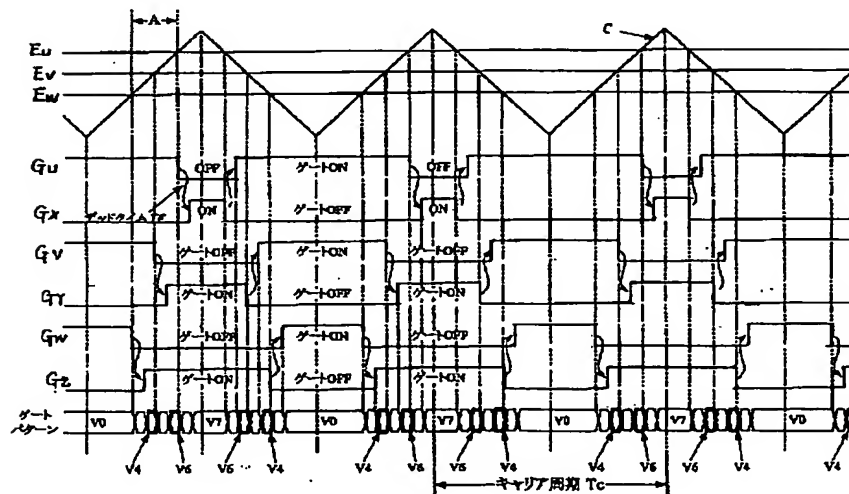 A
C
Eu
Ev
Ew
Gu OFF ゲートON OFF
デッドタイムTd
Gx ON ゲートOFF ON
Gv ゲートOFF ゲートON ゲートOFF
GY ゲートON ゲートOFF ゲートON
Gw ゲートOFF ゲートON ゲートOFF
Gz ゲートON ゲートOFF ゲートON
ゲート
パターン
V0 V7 V0 V7 V0 V7 V0
V4 V6 V6 V4 V4 V6 V6 V4 V4 V6 V6 V4 V4
キャリア周期 Tc